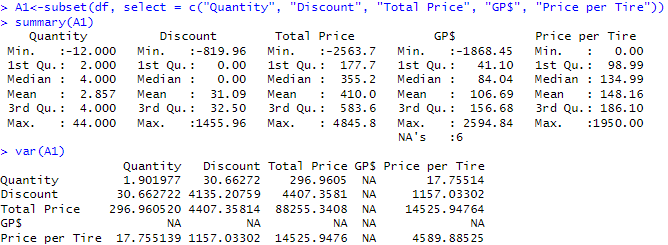 > A1<-subset(df, select = c("Quantity", "Discount", "Total Price", "GP$", "Price per Tire"))
> summary(A1)
Quantity Discount Total Price GP$ Price per Tire
Min. :-12.000 Min. :-819.96 Min. :-2563.7 Min. :-1868.45 Min. : 0.00
1st Qu.: 2.000 1st Qu.: 0.00 1st Qu.: 177.7 1st Qu.: 41.10 1st Qu.: 98.99
Median : 4.000 Median : 0.00 Median : 355.2 Median : 84.04 Median : 134.99
Mean : 2.857 Mean : 31.09 Mean : 410.0 Mean : 106.69 Mean : 148.16
3rd Qu.: 4.000 3rd Qu.: 32.50 3rd Qu.: 583.6 3rd Qu.: 156.68 3rd Qu.: 186.10
Max. : 44.000 Max. :1455.96 Max. : 4845.8 Max. : 2594.84 Max. :1950.00
NA's :6
> var(A1)
Quantity Discount Total Price GP$ Price per Tire
Quantity 1.901977 30.66272 296.9605 NA 17.75514
Discount 30.662722 4135.20759 4407.3581 NA 1157.03302
Total Price 296.960520 4407.35814 88255.3408 NA 14525.94764
GP$ NA NA NA NA NA
Price per Tire 17.755139 1157.03302 14525.9476 NA 4589.88525